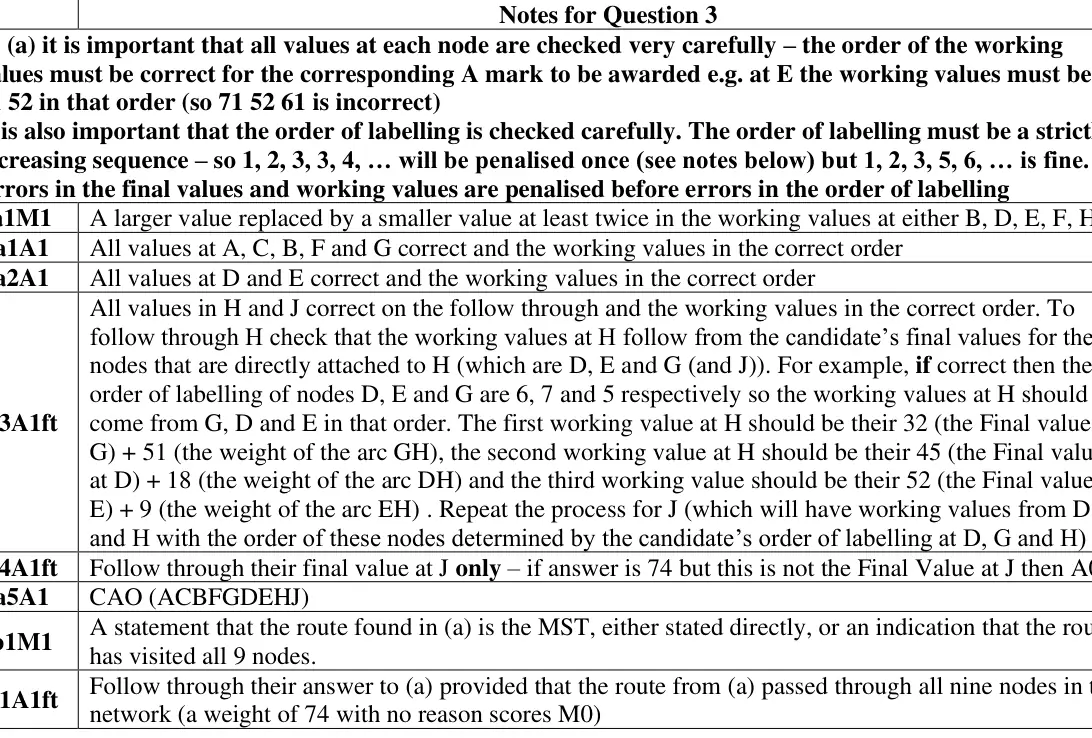 Notes for Question 3
(a) it is important that all values at each node are checked very carefully – the order of the working
values must be correct for the corresponding A mark to be awarded e.g. at E the working values must be
52 in that order (so 71 52 61 is incorrect)
is also important that the order of labelling is checked carefully. The order of labelling must be a strictl
creasing sequence – so 1, 2, 3, 3, 4, … will be penalised once (see notes below) but 1, 2, 3, 5, 6, … is fine.
rrors in the final values and working values are penalised before errors in the order of labelling
a1M1 A larger value replaced by a smaller value at least twice in the working values at either B, D, E, F, H
a1A1 All values at A, C, B, F and G correct and the working values in the correct order
a2A1 All values at D and E correct and the working values in the correct order
All values in H and J correct on the follow through and the working values in the correct order. To
follow through H check that the working values at H follow from the candidate’s final values for the
nodes that are directly attached to H (which are D, E and G (and J)). For example, if correct then the
order of labelling of nodes D, E and G are 6, 7 and 5 respectively so the working values at H should
3A1ft come from G, D and E in that order. The first working value at H should be their 32 (the Final value
G) + 51 (the weight of the arc GH), the second working value at H should be their 45 (the Final valu
at D) + 18 (the weight of the arc DH) and the third working value should be their 52 (the Final value
E) + 9 (the weight of the arc EH) . Repeat the process for J (which will have working values from D
and H with the order of these nodes determined by the candidate’s order of labelling at D, G and H)
4A1ft Follow through their final value at J only – if answer is 74 but this is not the Final Value at J then A0
a5A1 CAO (ACBFGDEHJ)
b1M1 A statement that the route found in (a) is the MST, either stated directly, or an indication that the rou
has visited all 9 nodes.
1A1ft Follow through their answer to (a) provided that the route from (a) passed through all nine nodes in t
network (a weight of 74 with no reason scores M0)